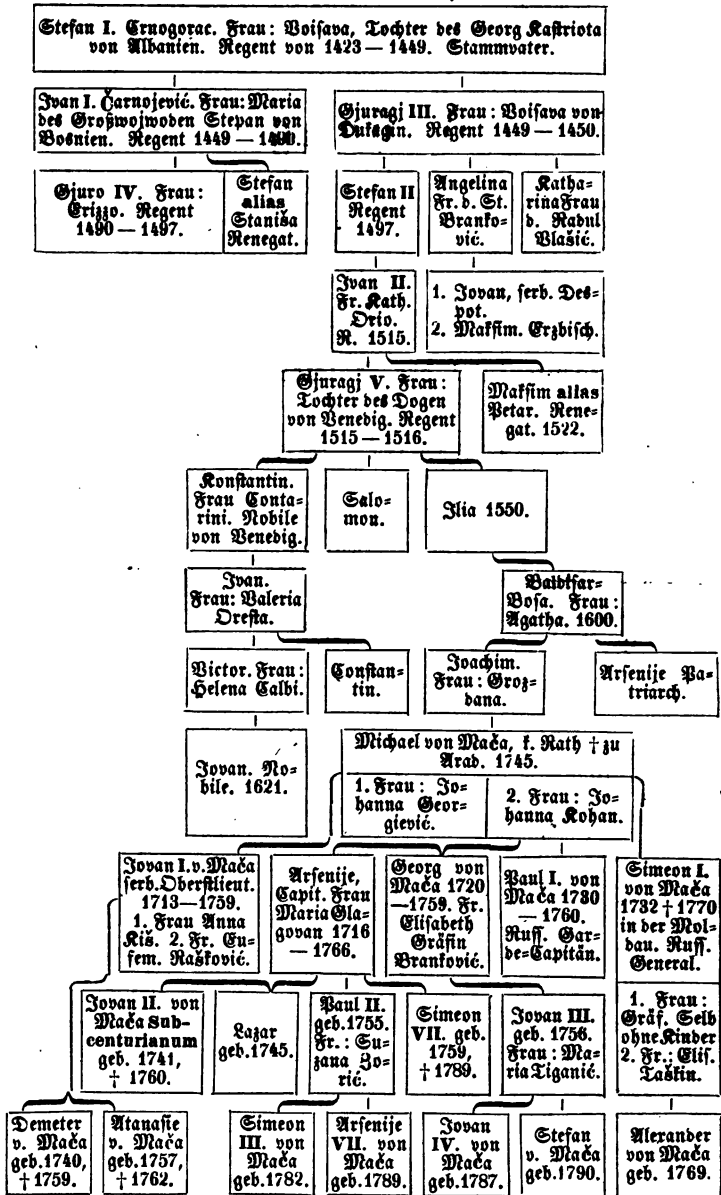 Stefan I. Crnogorac. Frau: Voisava, Tochter des Georg Kastriota
von Albanien. Regent von 1423 — 1449. Stammvater.
Ivan I. Čarnojević. Frau: Maria
des Großwojwoden Stepan von
Bosnien. Regent 1449 — 1490.
Gjuragj III. Frau: Voisava von
Dukagin. Regent 1449 — 1450.
Gjuro IV. Frau:
Erizzo. Regent
1490 — 1497.
Stefan
alias
Staniša
Renegat.
Stefan II
Regent
1497.
Angelina
Fr. d. St.
Branko-
vić.
Katha-
rina Frau
d. Radul
Vlašić.
Ivan II.
Fr. Kath.
Orio.
R. 1515.
1. Jovan, serb. Des-
pot.
2. Maksim. Erzbisch.
Gjuragj V. Frau:
Tochter des Dogen
von Venedig. Regent
1515 — 1516.
Maksim alias
Petar. Rene-
gat. 1522.
Konstantin.
Frau Conta-
rini. Nobile
von Venedig.
Salo-
mon.
Ilia 1550.
Ivan.
Frau: Valeria
Oresta.
Bosa. Frau:
Agatha. 1600.
Victor. Frau:
Helena Calbi.
Constan-
tin.
Joachim.
Frau: Groz-
dana.
Arsenije Pa-
triarch.
Jovan. No-
bile. 1621.
Michael von Mača, k. Rath † zu
Arad. 1745.
1. Frau: Jo-
hanna Geor-
giević.
2. Frau: Jo-
hanna Kohan.
Jovan I. v. Mača
serb. Oberstlieut.
1713—1759.
1. Frau Anna
Kiš. 2. Fr. Eu-
fem. Rašković.
Arsenije,
Capit. Frau
Maria Gla-
govan 1716
— 1766.
Georg von
Mača 1720
—1759. Fr.
Elisabeth
Gräfin
Branković.
Paul I. von
Mača 1730
— 1760.
Russ. Gar-
de-Capitän.
Simeon I.
von Mača
1732 † 1770
in der Mol-
dau. Russ.
General.
1. Frau:
Gräf. Selb
ohne Kinder
2. Fr.: Elis.
Taškin.
Jovan II. von
Mača Sub-
centurianum
geb. 1741,
† 1760.
Lazar
geb. 1745.
Paul II.
geb. 1755.
Fr.: Su-
zana Zo-
rić.
Simeon
VII. geb.
1759,
† 1789.
Jovan III.
geb. 1756.
Frau: Ma-
ria Tiganić.
Demeter
v. Mača
geb. 1740,
† 1759.
Atanasie
v. Mača
geb. 1757,
† 1762.
Simeon
III. von
Mača
geb. 1782.
Arsenije
VII. von
Mača
geb. 1789.
Jovan
IV. von
Mača
geb. 1787.
Stefan
v. Mača
geb. 1790.
Alexander
von Mača
geb. 1769.